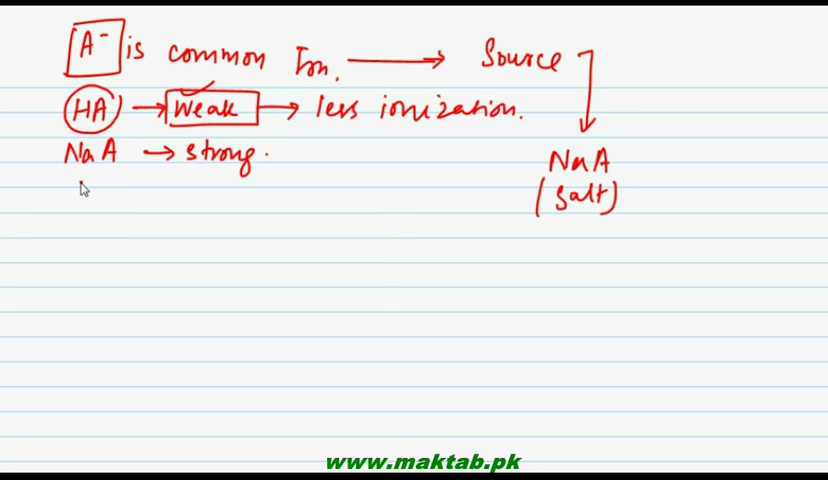 A⁻ is common Ion. → Source
HA → Weak → less ionization.
NaA → strong.
NaA
(Salt)
www.maktab.pk